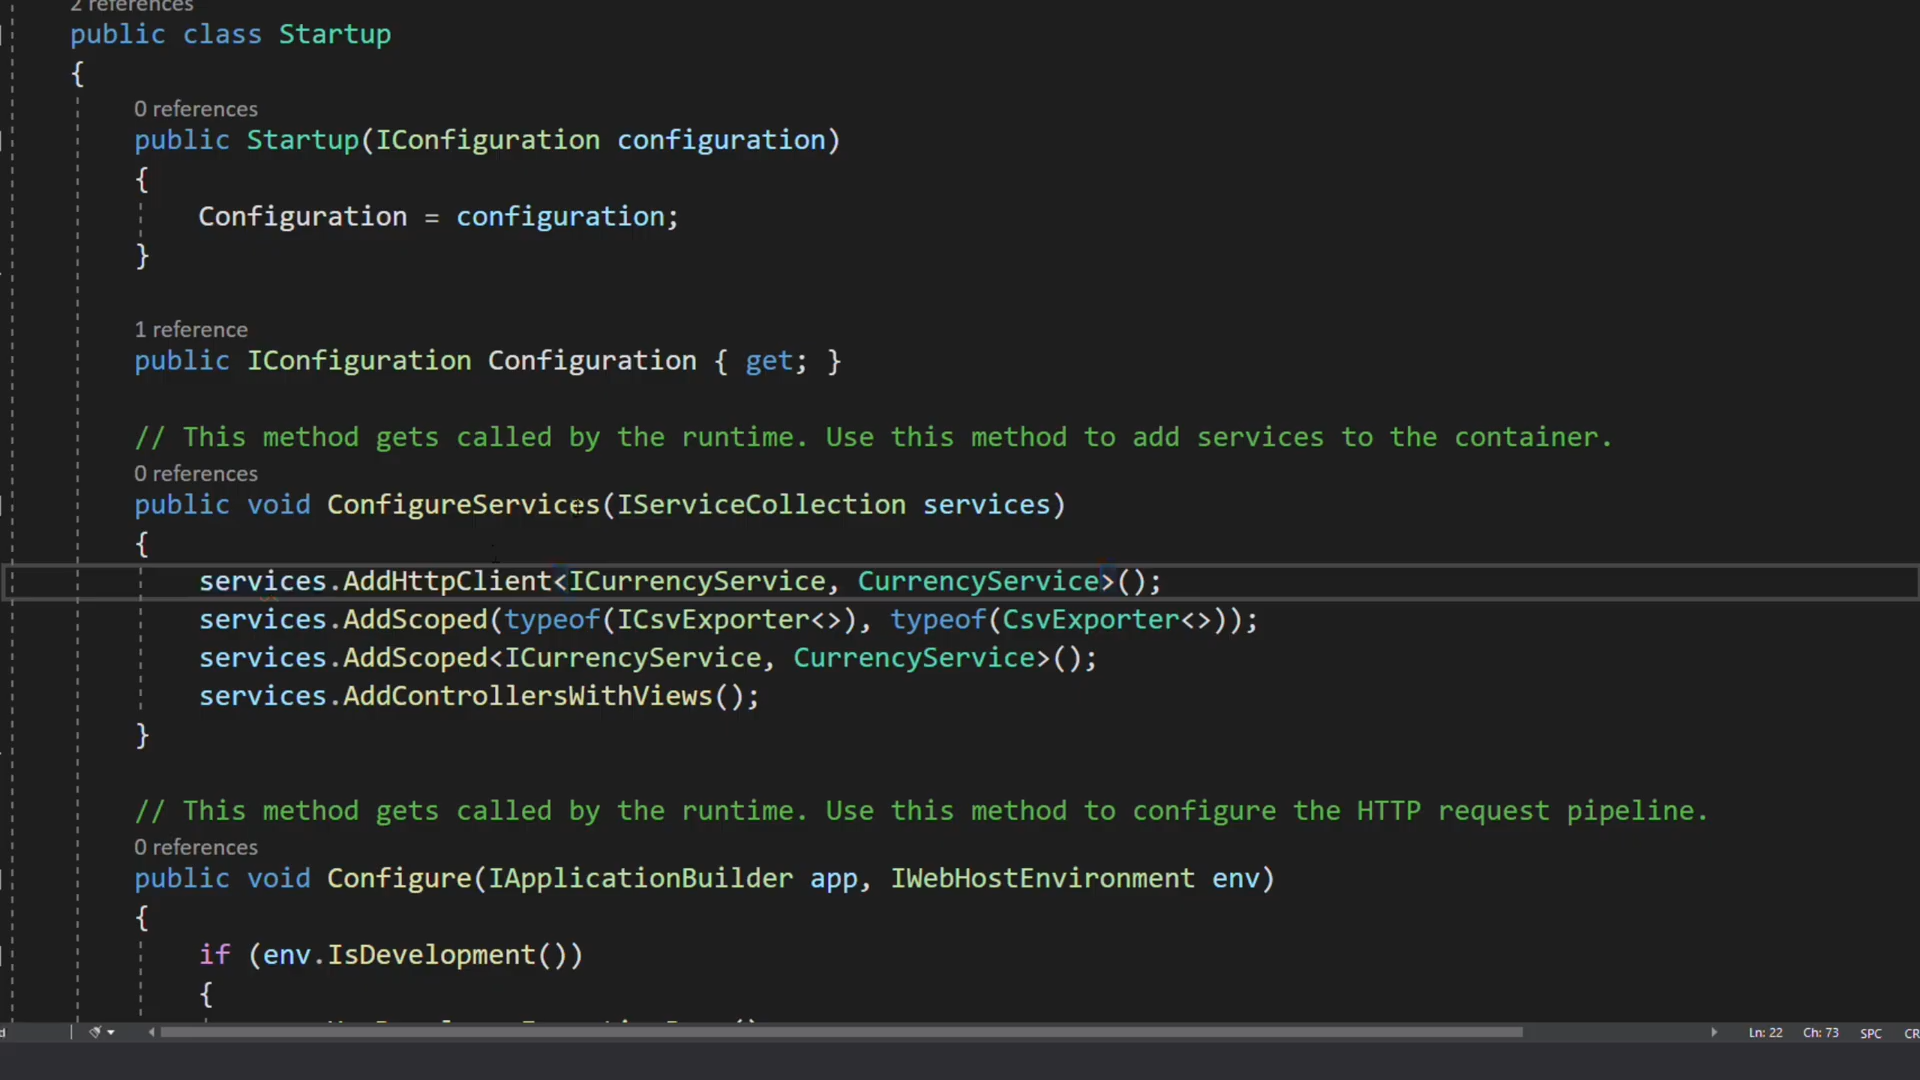 2 references
public class Startup
{
0 references
public Startup(IConfiguration configuration)
{
Configuration = configuration;
}
1 reference
public IConfiguration Configuration { get; }
// This method gets called by the runtime. Use this method to add services to the container.
0 references
public void ConfigureServices(IServiceCollection services)
{
services.AddHttpClient<ICurrencyService, CurrencyService>();
services.AddScoped(typeof(ICsvExporter<>), typeof(CsvExporter<>));
services.AddScoped<ICurrencyService, CurrencyService>();
services.AddControllersWithViews();
}
// This method gets called by the runtime. Use this method to configure the HTTP request pipeline.
0 references
public void Configure(IApplicationBuilder app, IWebHostEnvironment env)
{
if (env.IsDevelopment())
{
Ln: 22 Ch: 73 SPC CR